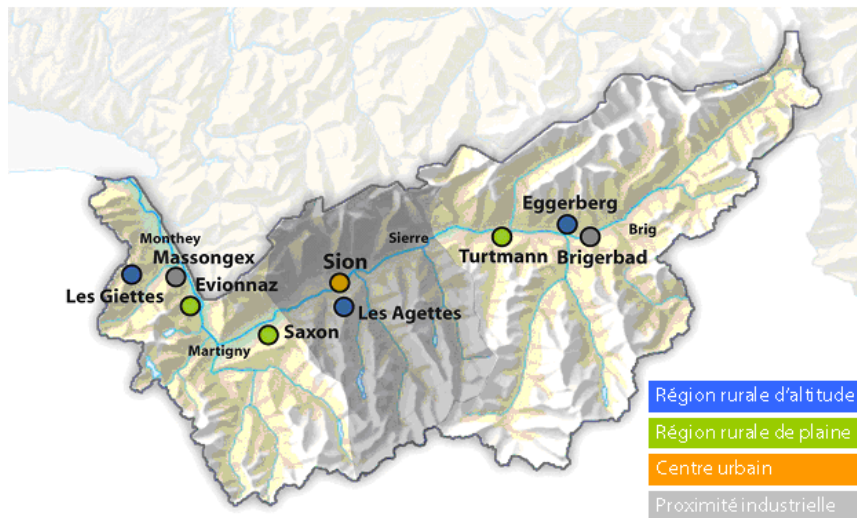 Eggerberg
Monthey
Massongex
Les Giettes
Evionnaz
Sion
Sierre
Turtmann
Brigerbad
Brig
Les Agettes
Saxon
Martigny
Région rurale d'altitude
Région rurale de plaine
Centre urbain
Proximité industrielle